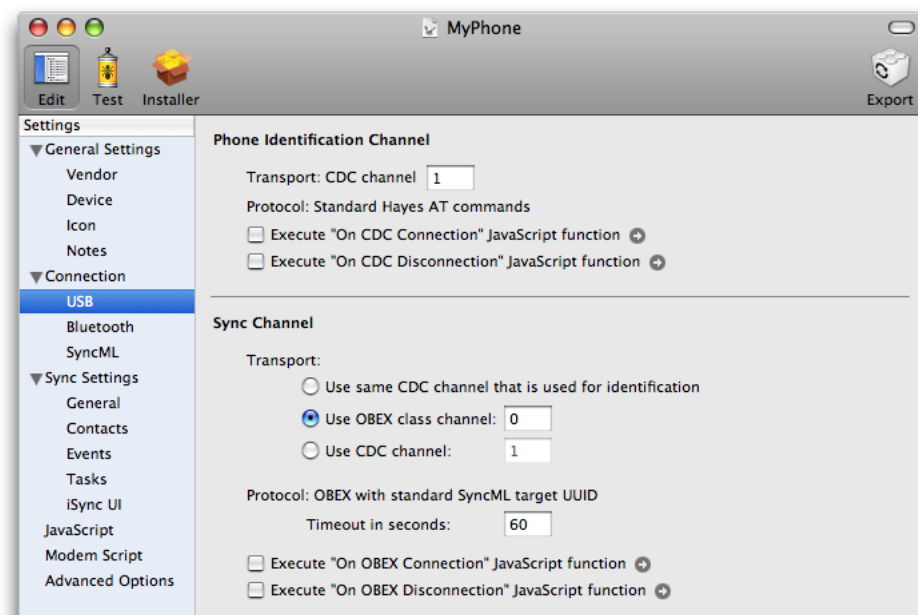 MyPhone
Edit Test Installer Export
Settings
General Settings
Vendor
Device
Icon
Notes
Connection
USB
Bluetooth
SyncML
Sync Settings
General
Contacts
Events
Tasks
iSync UI
JavaScript
Modem Script
Advanced Options
Phone Identification Channel
Transport: CDC channel 1
Protocol: Standard Hayes AT commands
Execute "On CDC Connection" JavaScript function
Execute "On CDC Disconnection" JavaScript function
Sync Channel
Transport:
Use same CDC channel that is used for identification
Use OBEX class channel: 0
Use CDC channel: 1
Protocol: OBEX with standard SyncML target UUID
Timeout in seconds: 60
Execute "On OBEX Connection" JavaScript function
Execute "On OBEX Disconnection" JavaScript function